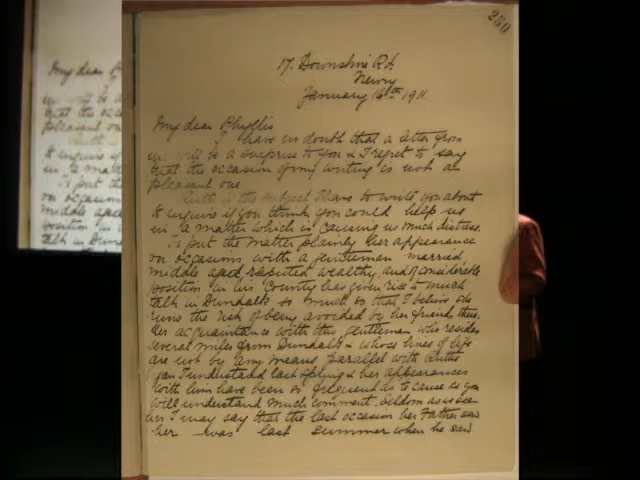 250
17, Downshire Rd
Newry
January 16th 1911
My dear Phyllis
I have no doubt that a letter from
me will be a surprise to you & I regret to say
that the occasion of my writing is not a
pleasant one
Ruth is the subject I have to write you about
& enquire if you think you could help us
in a matter which is causing us much distress.
To put the matter plainly her appearance
on occasions with a gentleman married,
middle aged, reputed wealthy, and of considerable
position in his County has given rise to much
talk in Dundalk so much so that I believe she
runs the risk of being avoided by her friends there.
Her acquaintance with this gentleman who resides
several miles from Dundalk & whose lines of life
are not by any means parallel with Ruth's
began I understand last Spring & her appearances
with him have been so frequent as to cause as you
will understand much comment. Seldom as we see
her I may say that the last occasion her Father saw
her was last summer when he saw